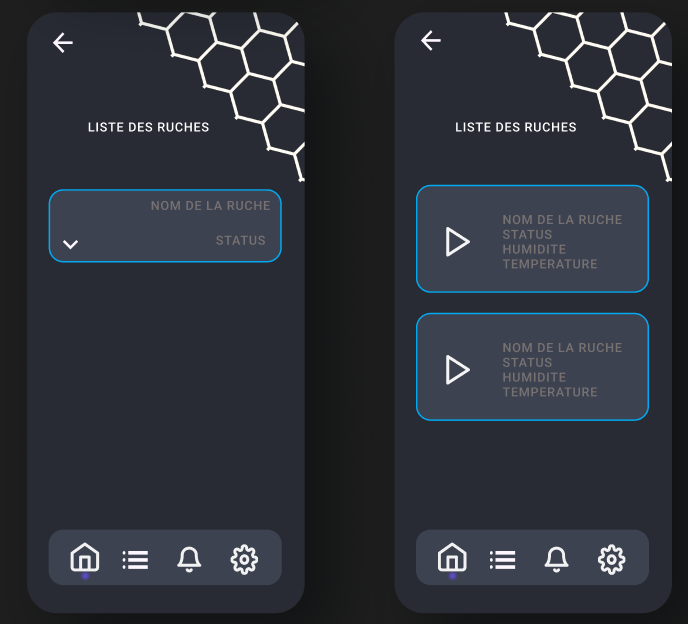 LISTE DES RUCHES
NOM DE LA RUCHE
STATUS
LISTE DES RUCHES
NOM DE LA RUCHE
STATUS
HUMIDITE
TEMPERATURE
NOM DE LA RUCHE
STATUS
HUMIDITE
TEMPERATURE